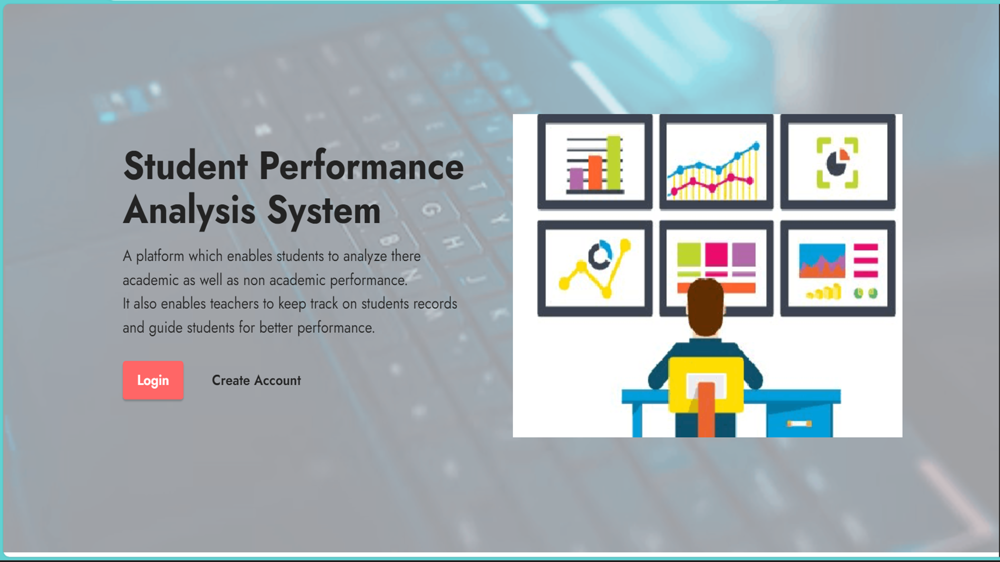 Student Performance
Analysis System
A platform which enables students to analyze there
academic as well as non academic performance.
It also enables teachers to keep track on students records
and guide students for better performance.
Login
Create Account